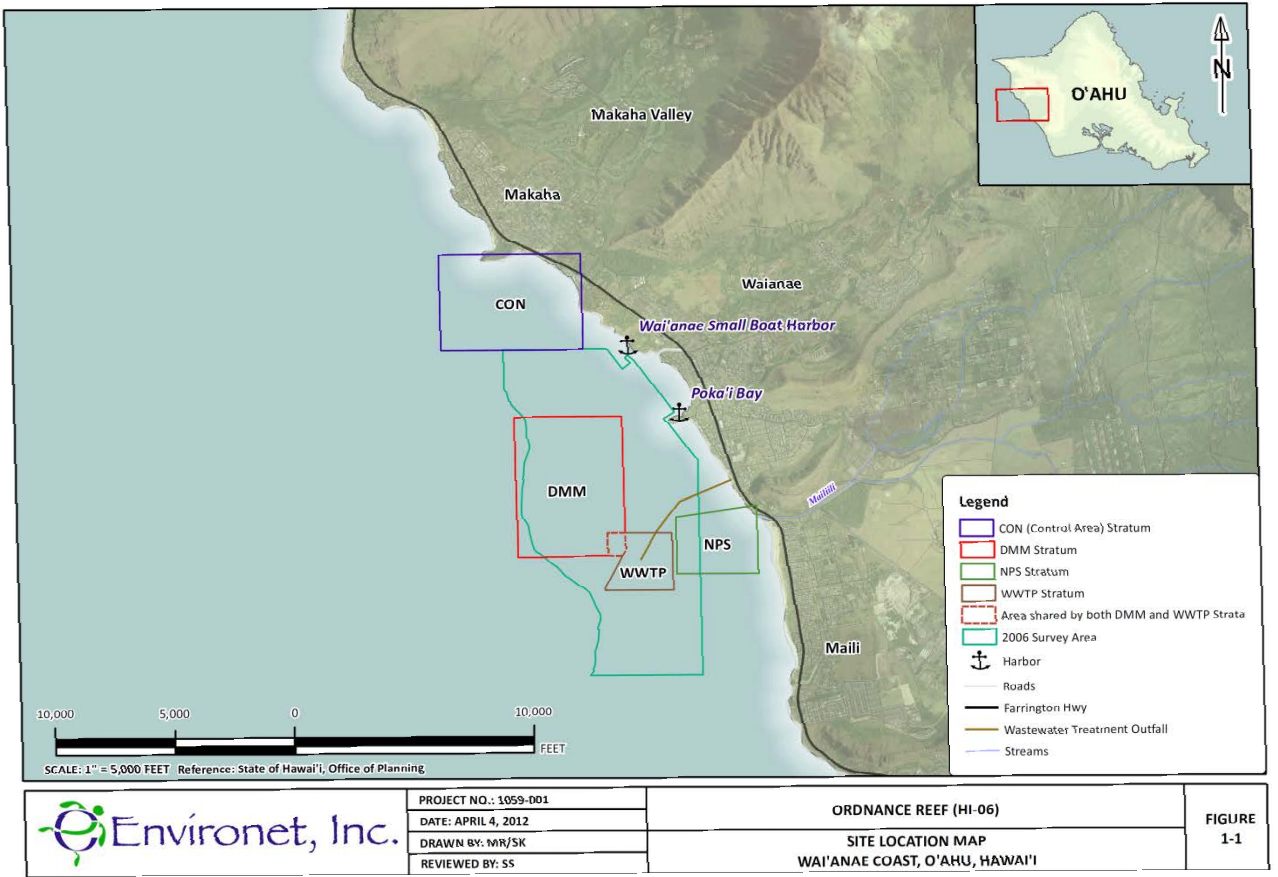 Makaha Valley
Makaha
O'AHU
N
CON
Waianae
Wai'anae Small Boat Harbor
Poka'i Bay
DMM
Mailiili
NPS
WWTP
Maili
Legend
CON (Control Area) Stratum
DMM Stratum
NPS Stratum
WWTP Stratum
Area shared by both DMM and WWTP Strata
2006 Survey Area
Harbor
Roads
Farrington Hwy
Wastewater Treatment Outfall
Streams
10,000 5,000 0 10,000
FEET
SCALE: 1" = 5,000 FEET Reference: State of Hawai'i, Office of Planning
Environet, Inc.
PROJECT NO.: 1059-001
DATE: APRIL 4, 2012
DRAWN BY: MR/SK
REVIEWED BY: SS
ORDNANCE REEF (HI-06)
SITE LOCATION MAP
WAI'ANAE COAST, O'AHU, HAWAI'I
FIGURE
1-1